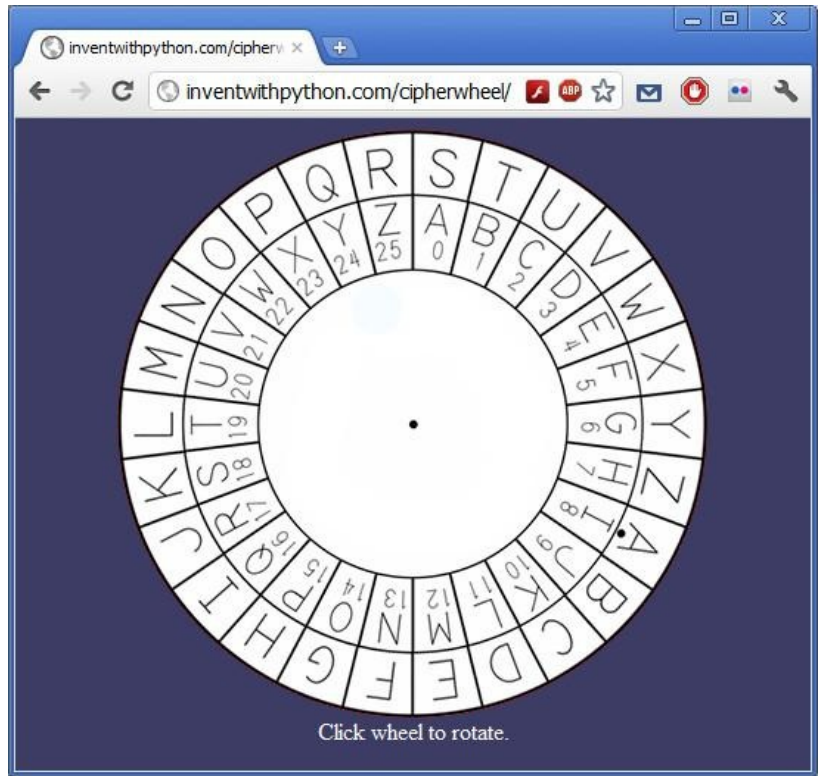 inventwithpython.com/cipherw
inventwithpython.com/cipherwheel/
ABP
S T U V W X Y Z A B C D E F G H I J K L M N O P Q R
A B C D E F G H I J K L M N O P Q R S T U V W X Y Z
0 1 2 3 4 5 6 7 8 9 10 11 12 13 14 15 16 17 18 19 20 21 22 23 24 25
Click wheel to rotate.